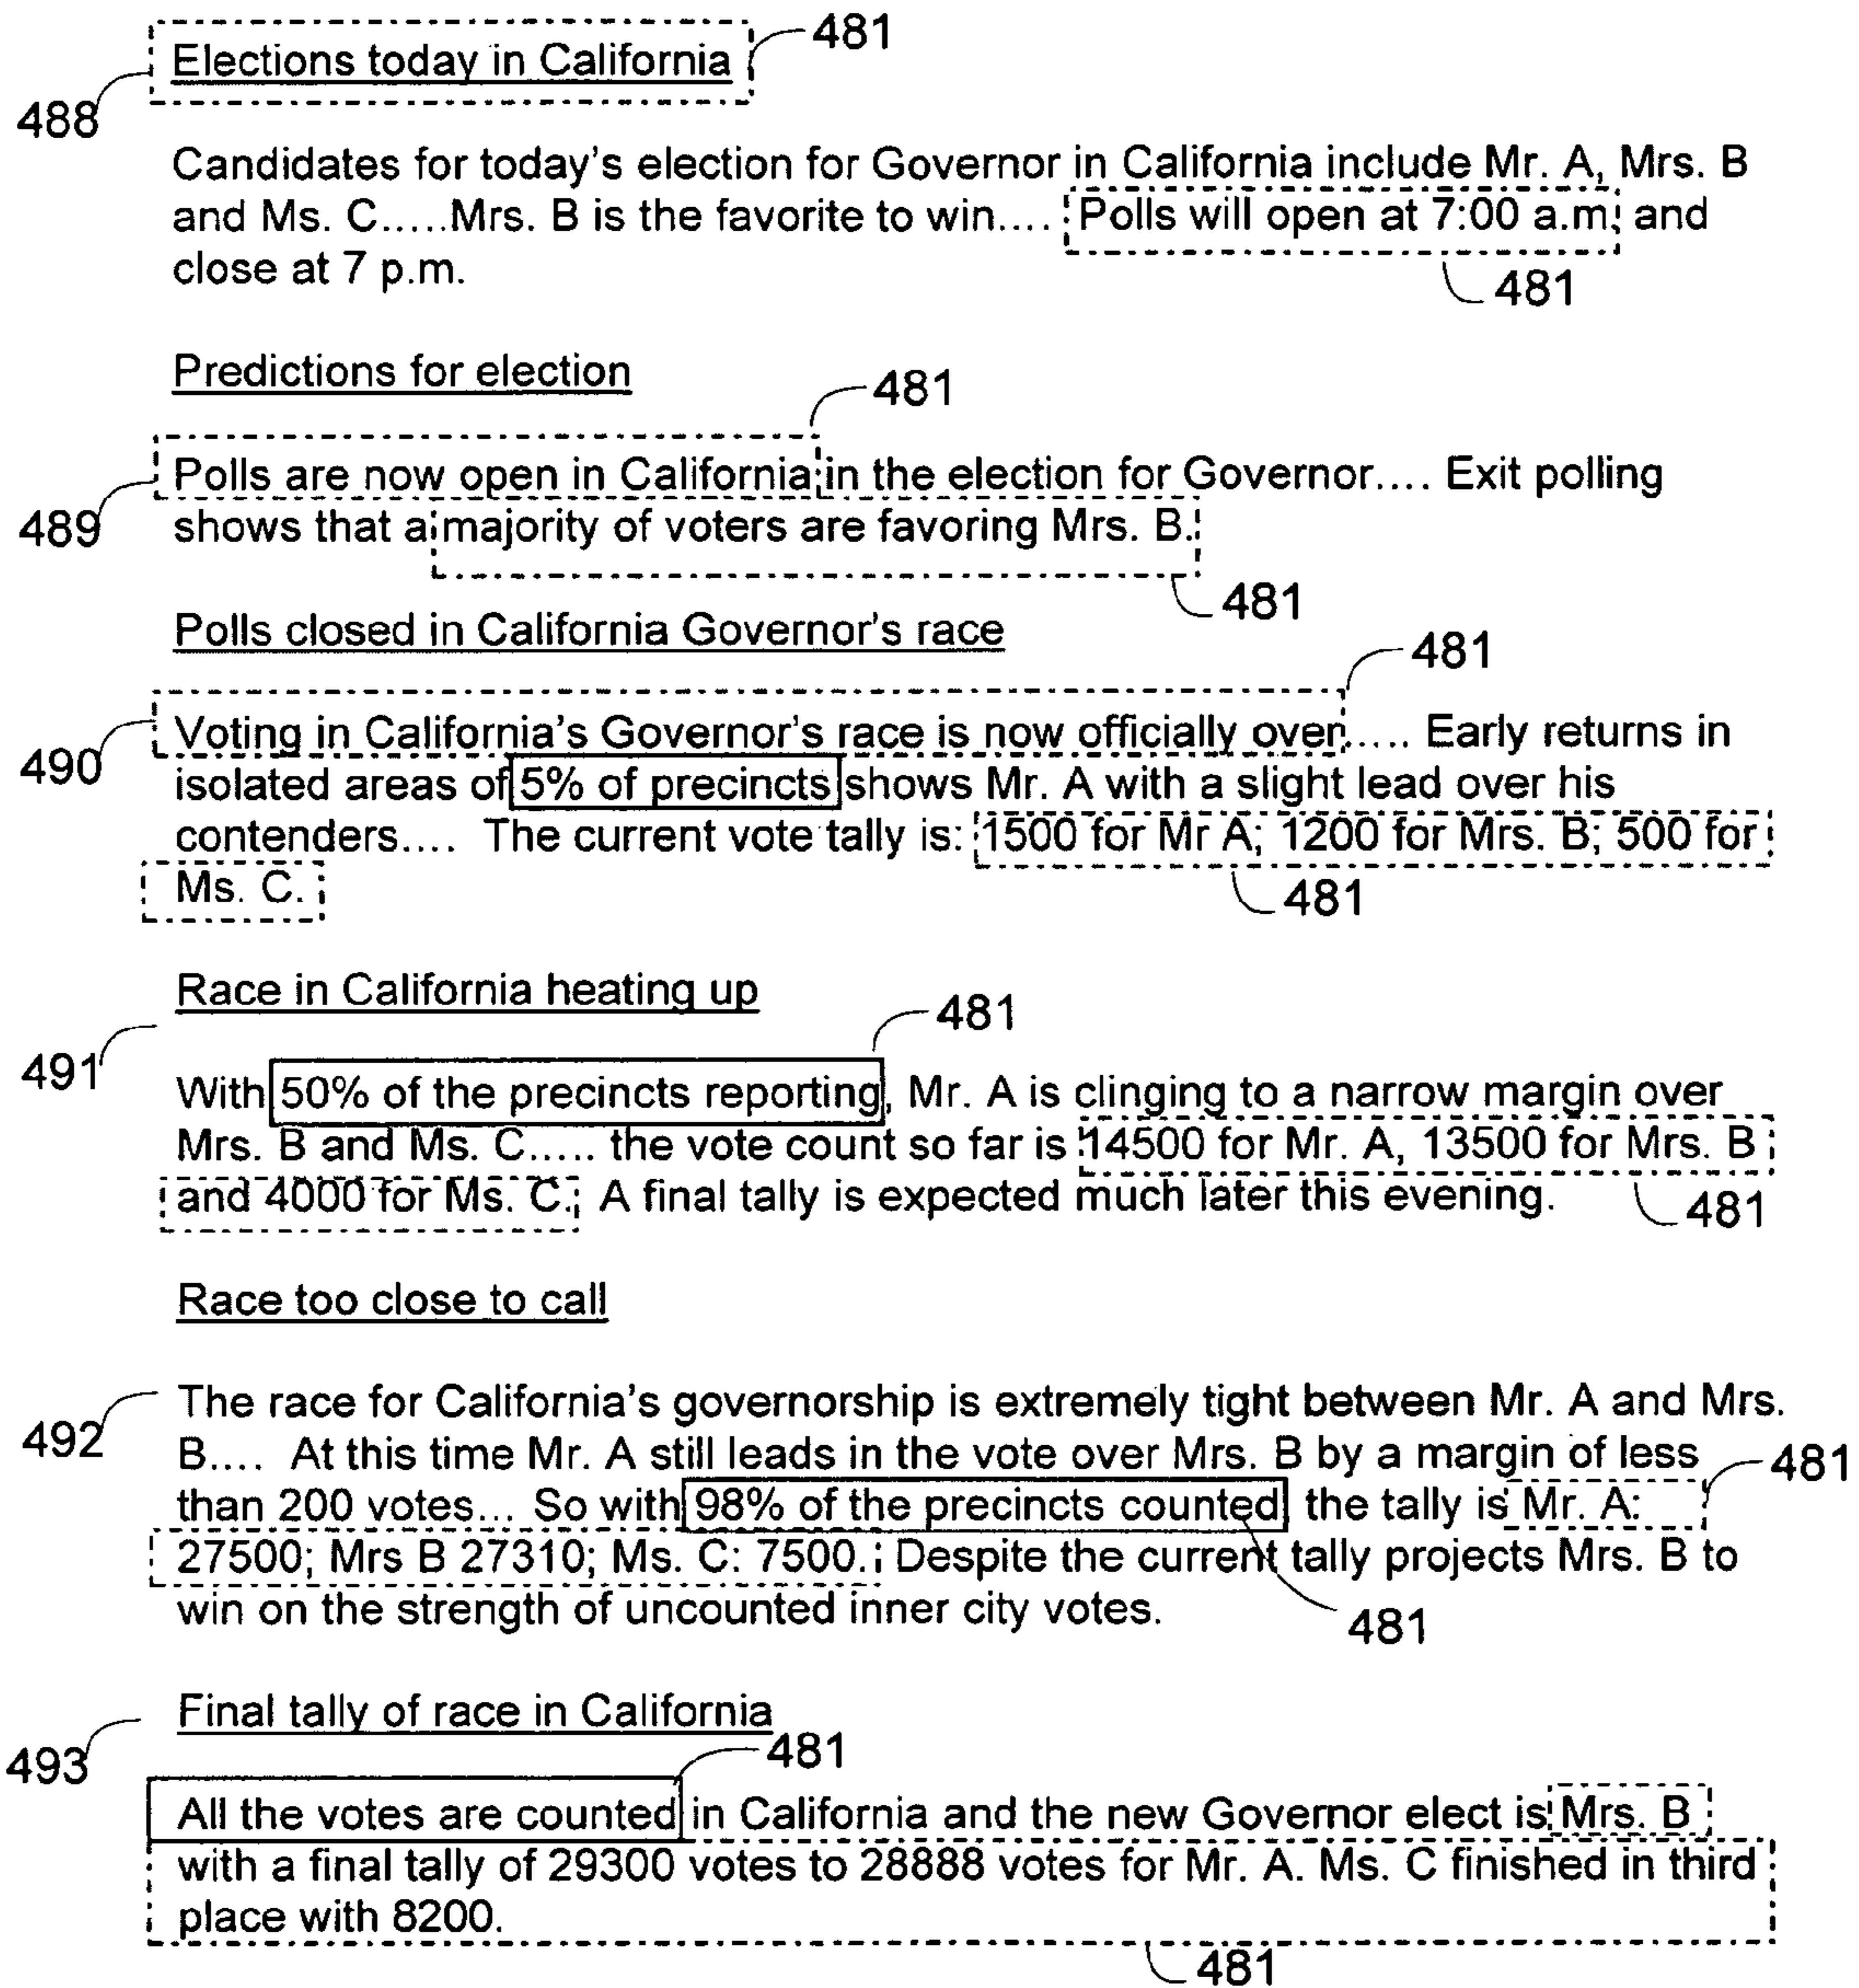 Elections today in California 481
488
Candidates for today's election for Governor in California include Mr. A, Mrs. B
and Ms. C.....Mrs. B is the favorite to win.... Polls will open at 7:00 a.m. and
close at 7 p.m.
481
Predictions for election
481
Polls are now open in California in the election for Governor.... Exit polling
489 shows that a majority of voters are favoring Mrs. B.
481
Polls closed in California Governor's race
481
Voting in California's Governor's race is now officially over..... Early returns in
490 isolated areas of 5% of precincts shows Mr. A with a slight lead over his
contenders.... The current vote tally is: 1500 for Mr A; 1200 for Mrs. B; 500 for
Ms. C.
481
Race in California heating up
481
491
With 50% of the precincts reporting, Mr. A is clinging to a narrow margin over
Mrs. B and Ms. C..... the vote count so far is 14500 for Mr. A, 13500 for Mrs. B
and 4000 for Ms. C. A final tally is expected much later this evening.
481
Race too close to call
The race for California's governorship is extremely tight between Mr. A and Mrs.
492 B.... At this time Mr. A still leads in the vote over Mrs. B by a margin of less
481
than 200 votes... So with 98% of the precincts counted the tally is Mr. A:
27500; Mrs B 27310; Ms. C: 7500. Despite the current tally projects Mrs. B to
win on the strength of uncounted inner city votes.
481
Final tally of race in California
493
481
All the votes are counted in California and the new Governor elect is Mrs. B
with a final tally of 29300 votes to 28888 votes for Mr. A. Ms. C finished in third
place with 8200.
481